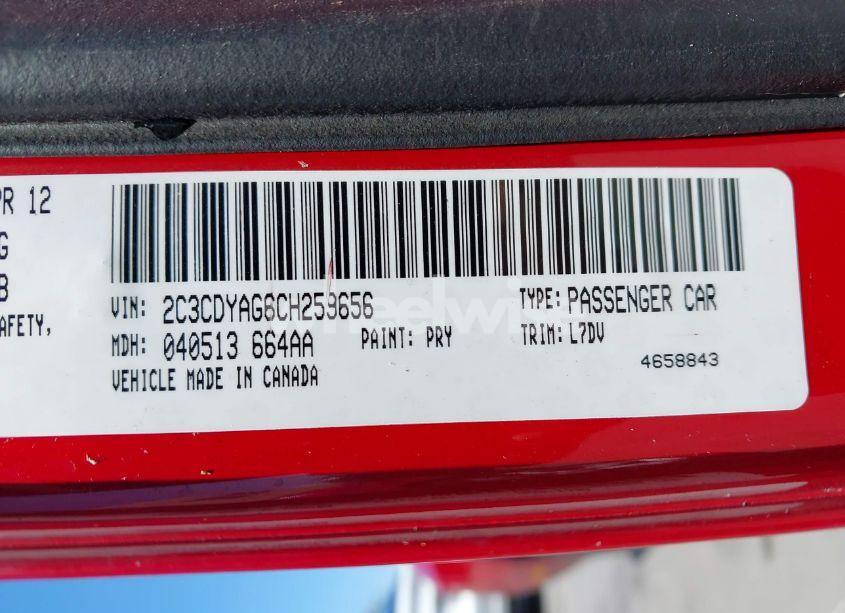 PR 12
G
B
AFETY,
VIN: 2C3CDYAG6CH259656 TYPE: PASSENGER CAR
MDH: 040513 664AA PAINT: PRY TRIM: L7DV
VEHICLE MADE IN CANADA 4658843
wheelwis